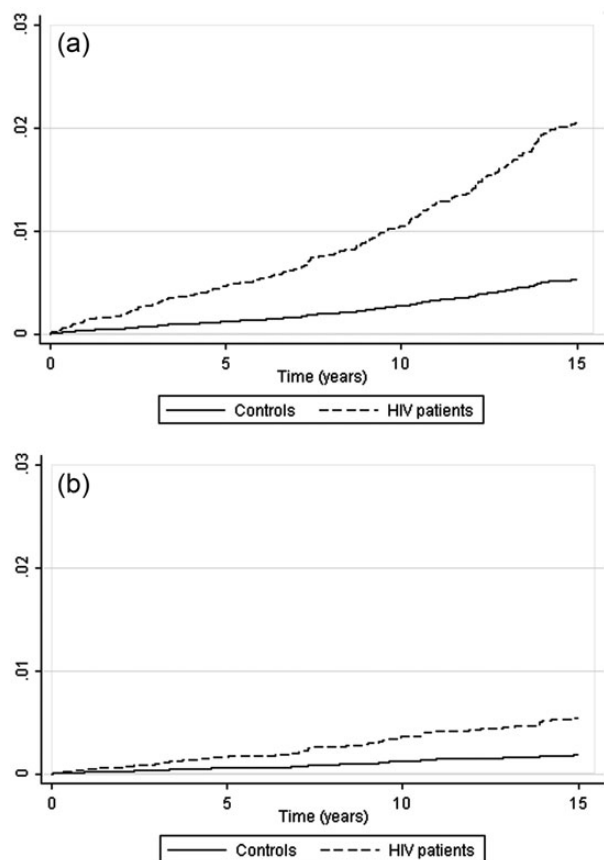 (a)
.03
.02
.01
0
0 5 10 15
Time (years)
Controls HIV patients
(b)
.03
.02
.01
0
0 5 10 15
Time (years)
Controls HIV patients